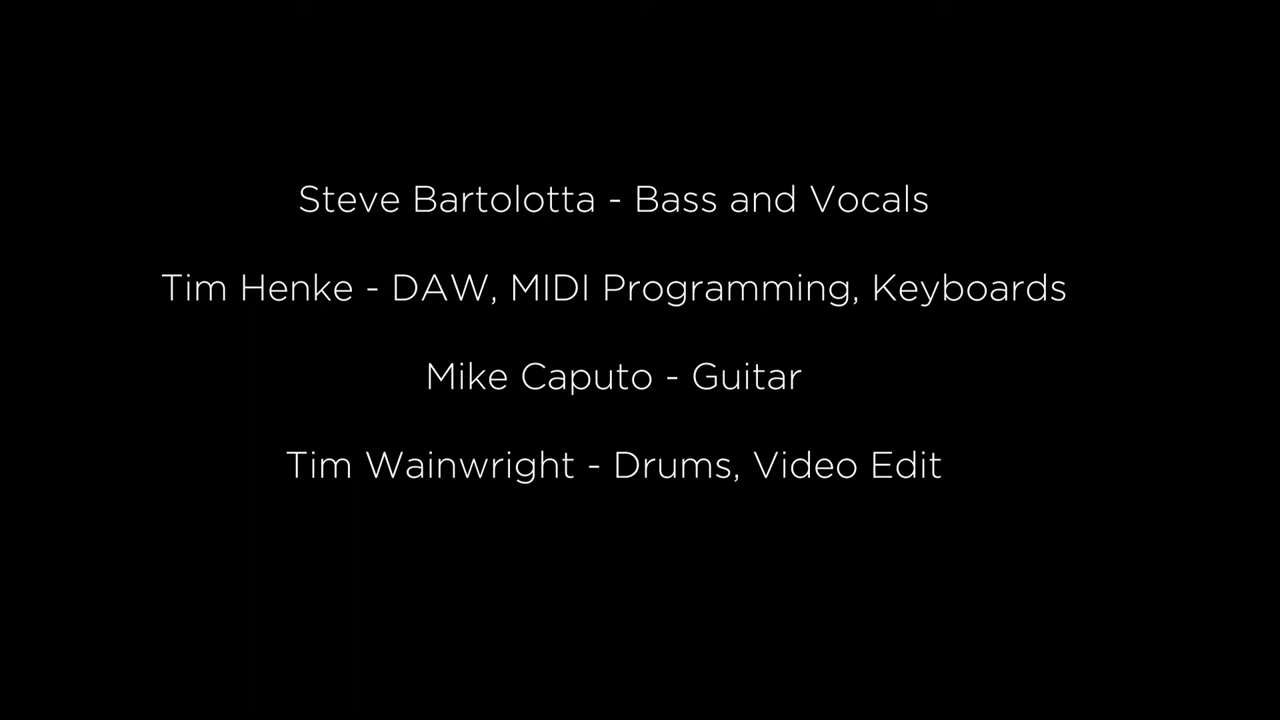 Steve Bartolotta - Bass and Vocals
Tim Henke - DAW, MIDI Programming, Keyboards
Mike Caputo - Guitar
Tim Wainwright - Drums, Video Edit